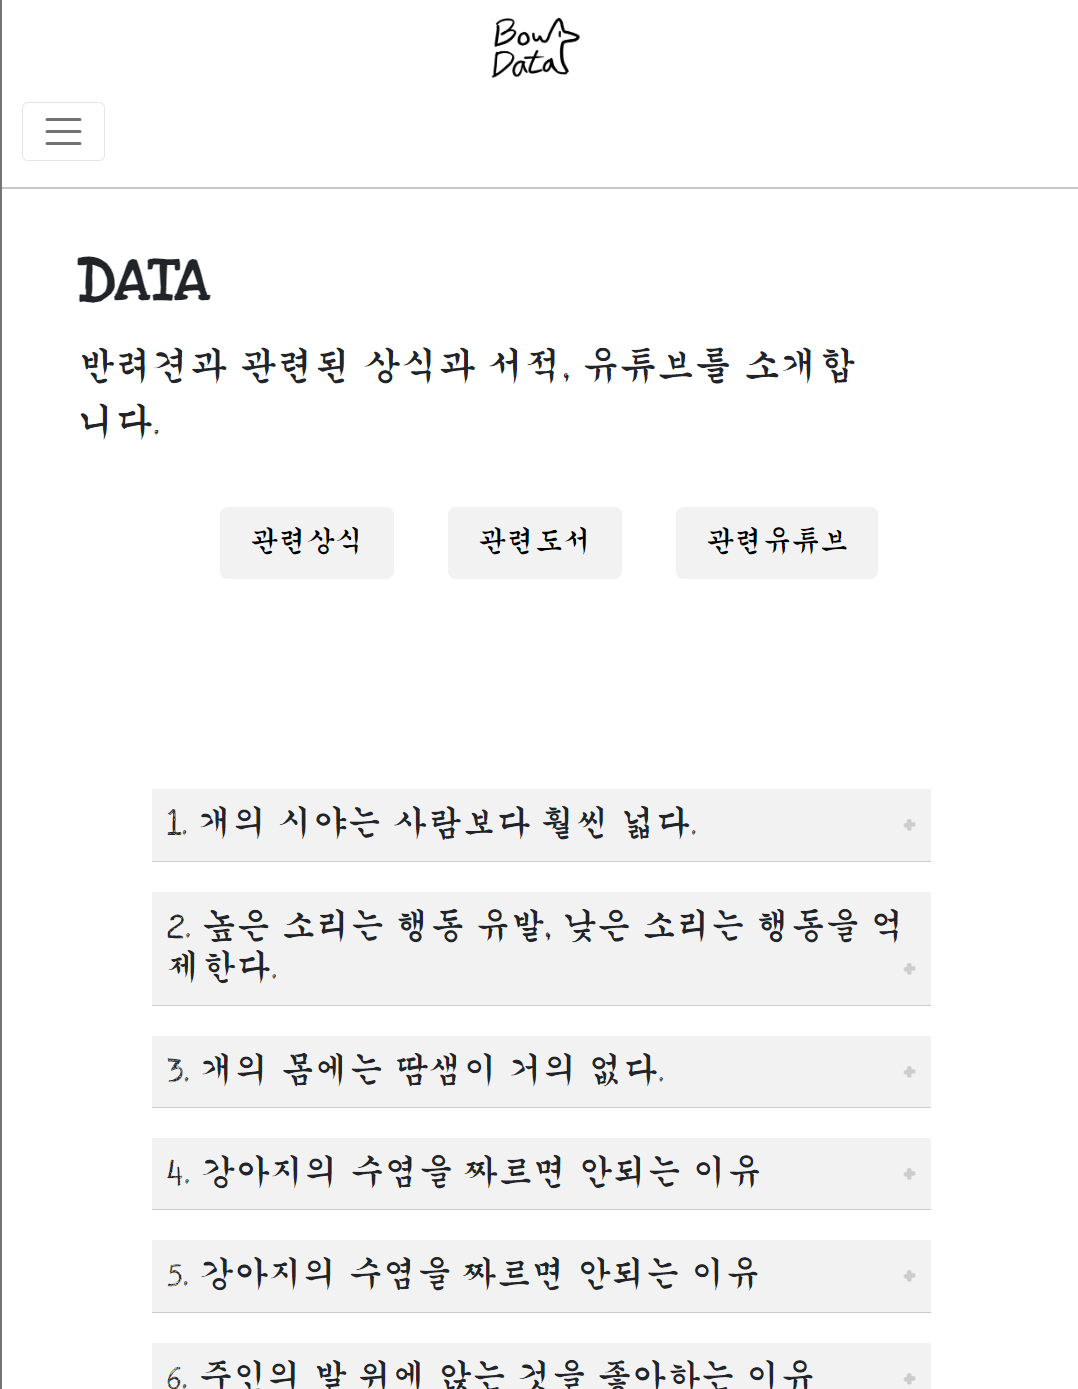 Bow
Data
DATA
반려견과 관련된 상식과 서적, 유튜브를 소개합
니다.
관련상식 관련도서 관련유튜브
1. 개의 시야는 사람보다 훨씬 넓다.
2. 높은 소리는 행동 유발, 낮은 소리는 행동을 억
제한다.
3. 개의 몸에는 땀샘이 거의 없다.
4. 강아지의 수염을 짜르면 안되는 이유
5. 강아지의 수염을 짜르면 안되는 이유
6. 주인의 발 위에 앉는 것을 좋아하는 이유